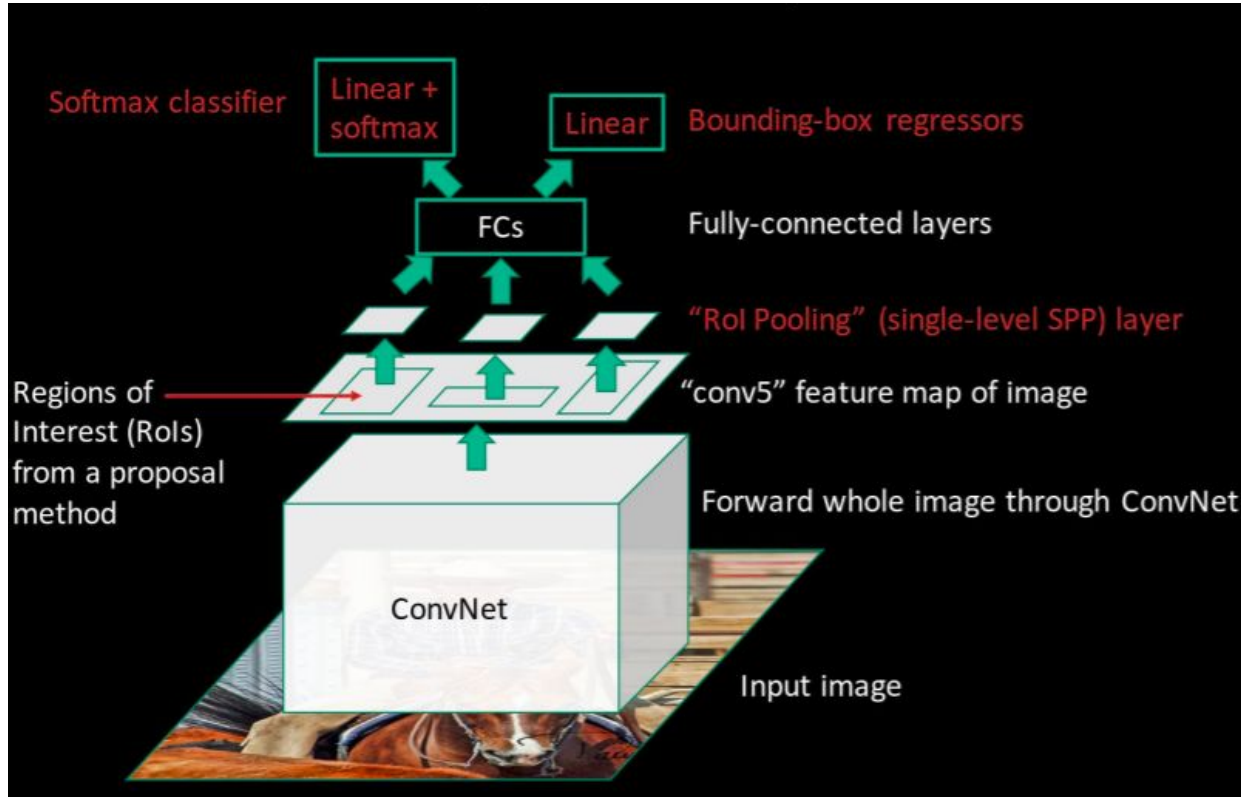 Softmax classifier
Linear +
softmax
Linear
Bounding-box regressors
FCs
Fully-connected layers
“RoI Pooling” (single-level SPP) layer
Regions of
Interest (RoIs)
from a proposal
method
“conv5” feature map of image
Forward whole image through ConvNet
ConvNet
Input image